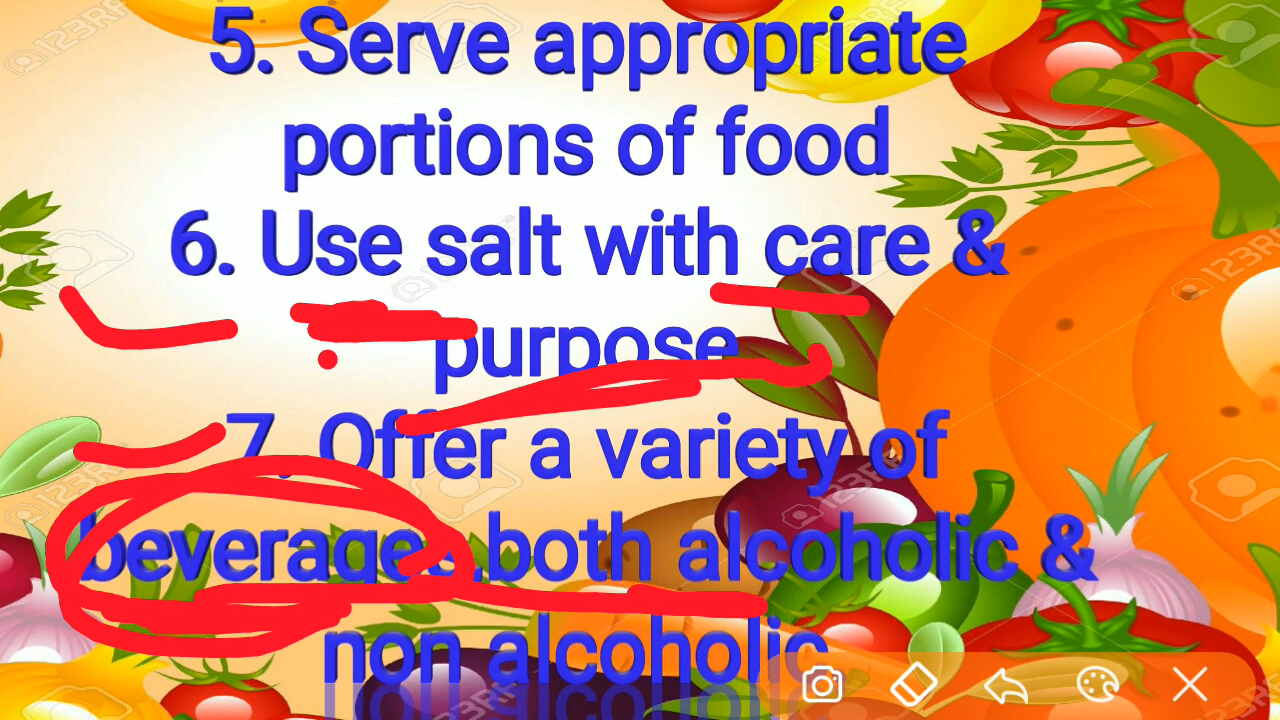 5. Serve appropriate
portions of food
6. Use salt with care &
purpose
7. Offer a variety of
beverages,both alcoholic &
non alcoholic
123RF